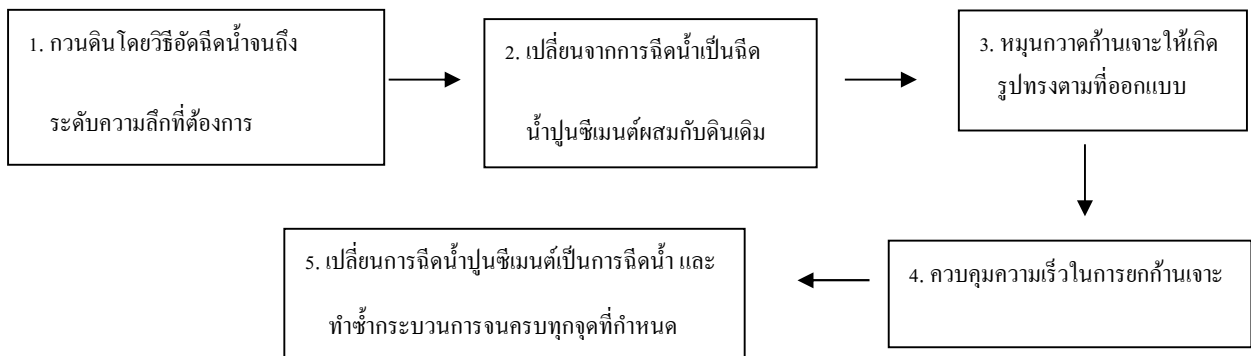 1. กวนดินโดยวิธีอัดฉีดน้ำจนถึง
ระดับความลึกที่ต้องการ
2. เปลี่ยนจากการฉีดน้ำเป็นฉีด
น้ำปูนซีเมนต์ผสมกับดินเดิม
3. หมุนกวาดก้านเจาะให้เกิด
รูปทรงตามที่ออกแบบ
4. ควบคุมความเร็วในการยกก้านเจาะ
5. เปลี่ยนการฉีดน้ำปูนซีเมนต์เป็นการฉีดน้ำ และ
ทำซ้ำกระบวนการจนครบทุกจุดที่กำหนด